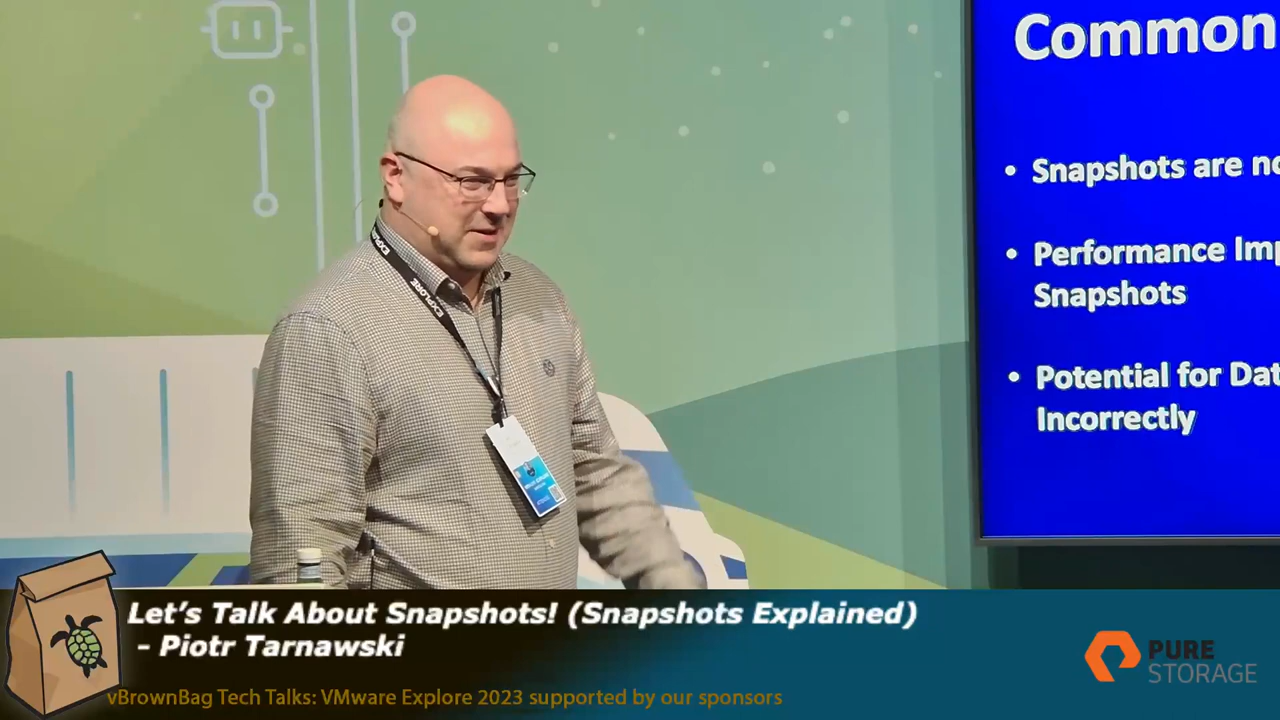 Common
• Snapshots are no
• Performance Imp
Snapshots
• Potential for Dat
Incorrectly
EXPLORE
Let's Talk About Snapshots! (Snapshots Explained)
- Piotr Tarnawski
PURE
STORAGE
vBrownBag Tech Talks: VMware Explore 2023 supported by our sponsors